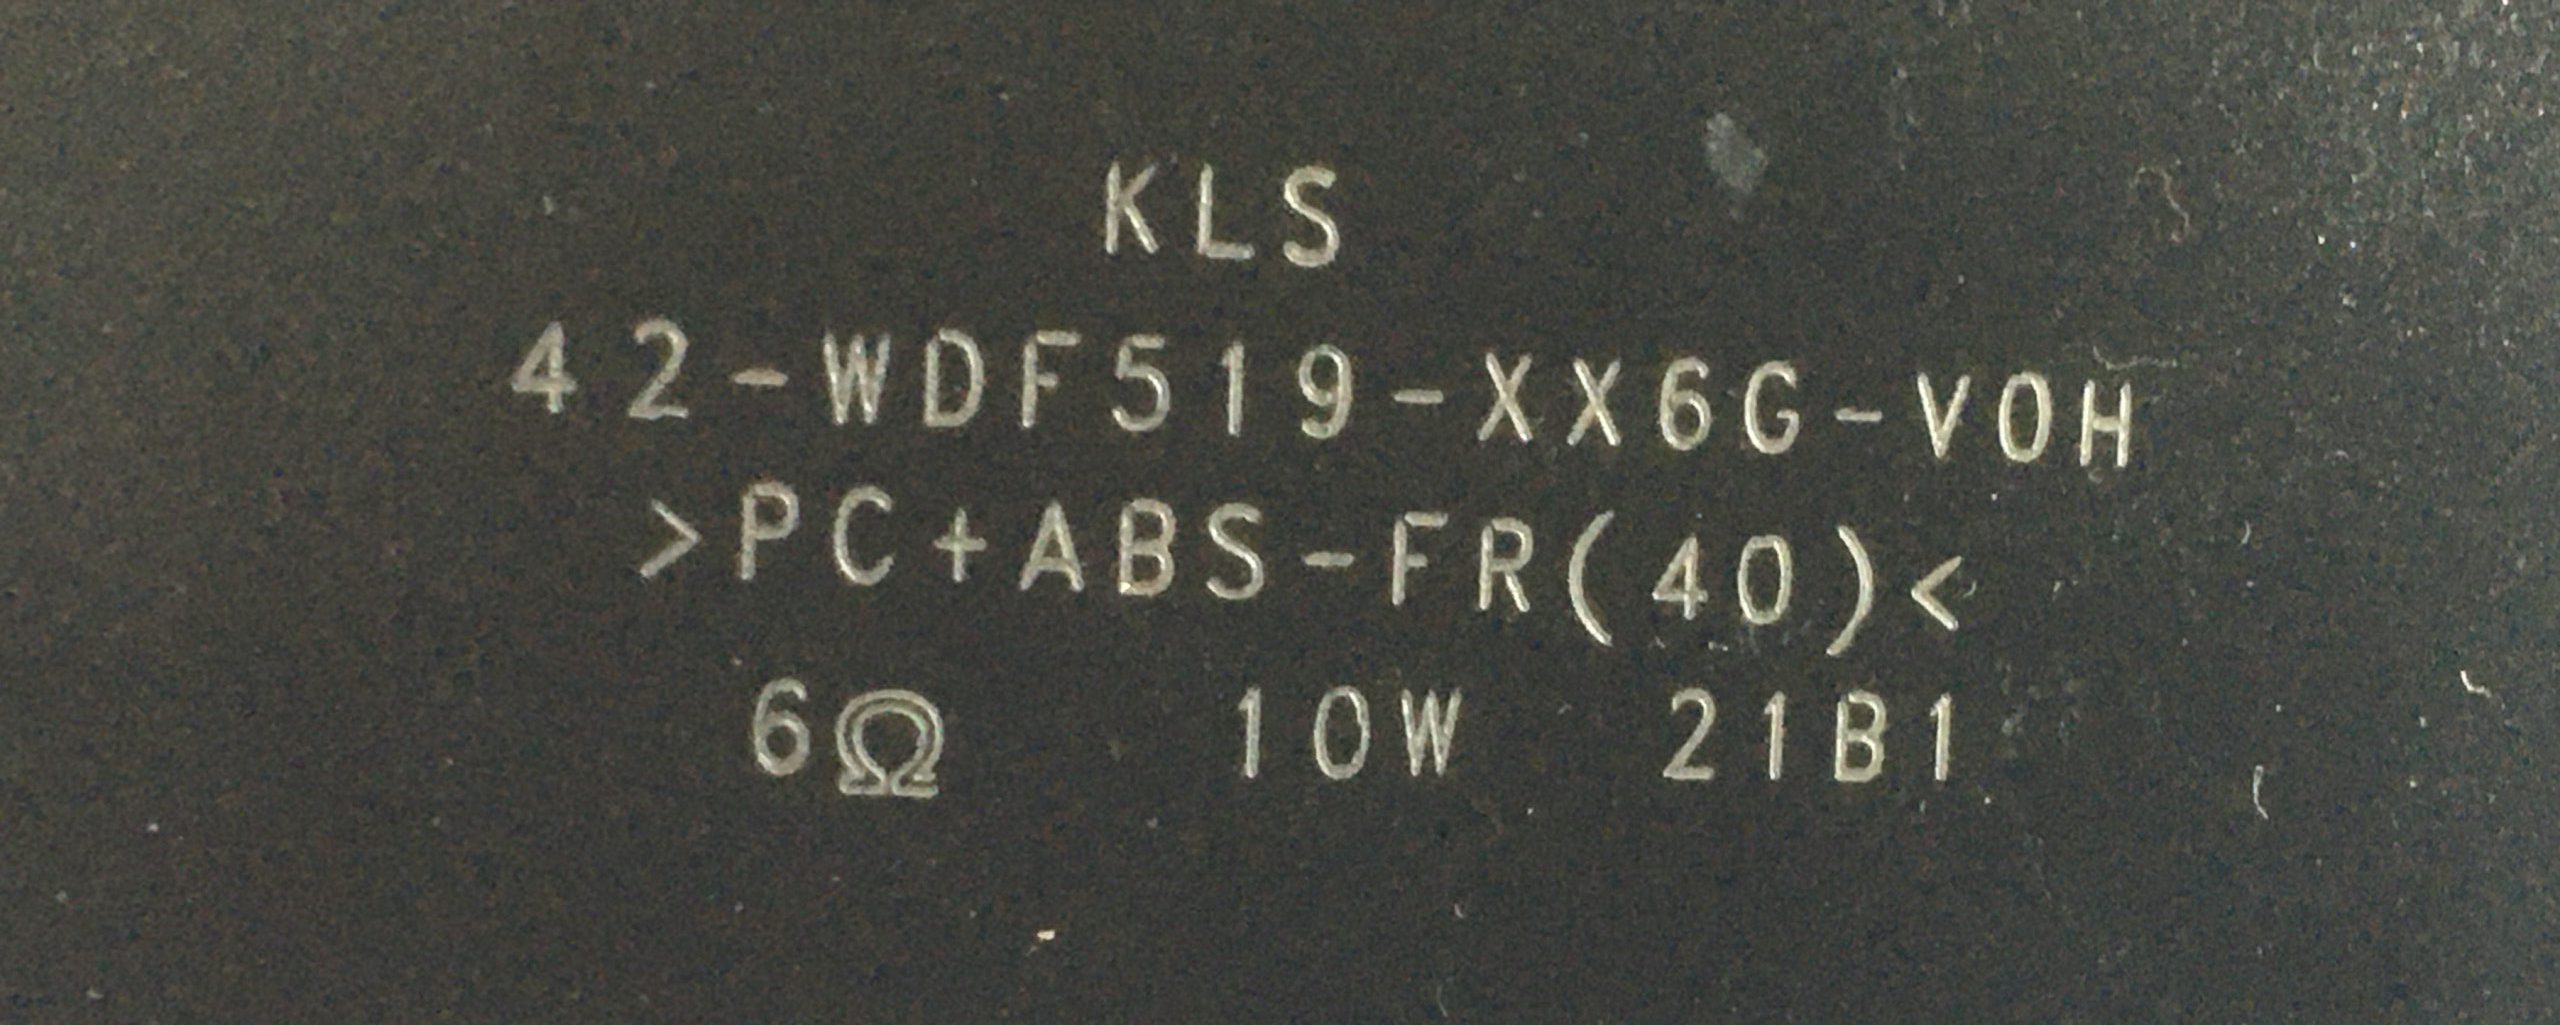 KLS
42-WDF519-XX6G-V0H
>PC+ABS-FR(40)<
6Ω 10W 21B1